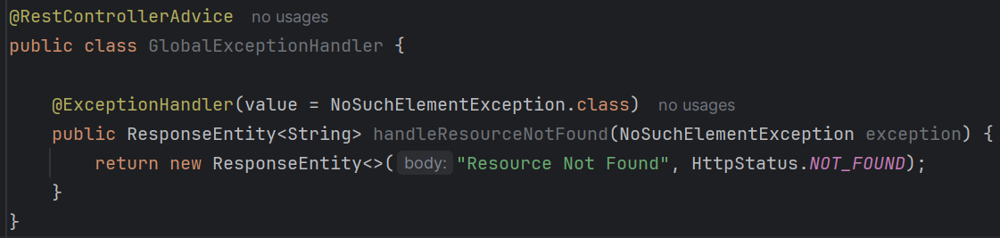 @RestControllerAdvice no usages
public class GlobalExceptionHandler {
@ExceptionHandler(value = NoSuchElementException.class) no usages
public ResponseEntity<String> handleResourceNotFound(NoSuchElementException exception) {
return new ResponseEntity<>( body: "Resource Not Found", HttpStatus.NOT_FOUND);
}
}